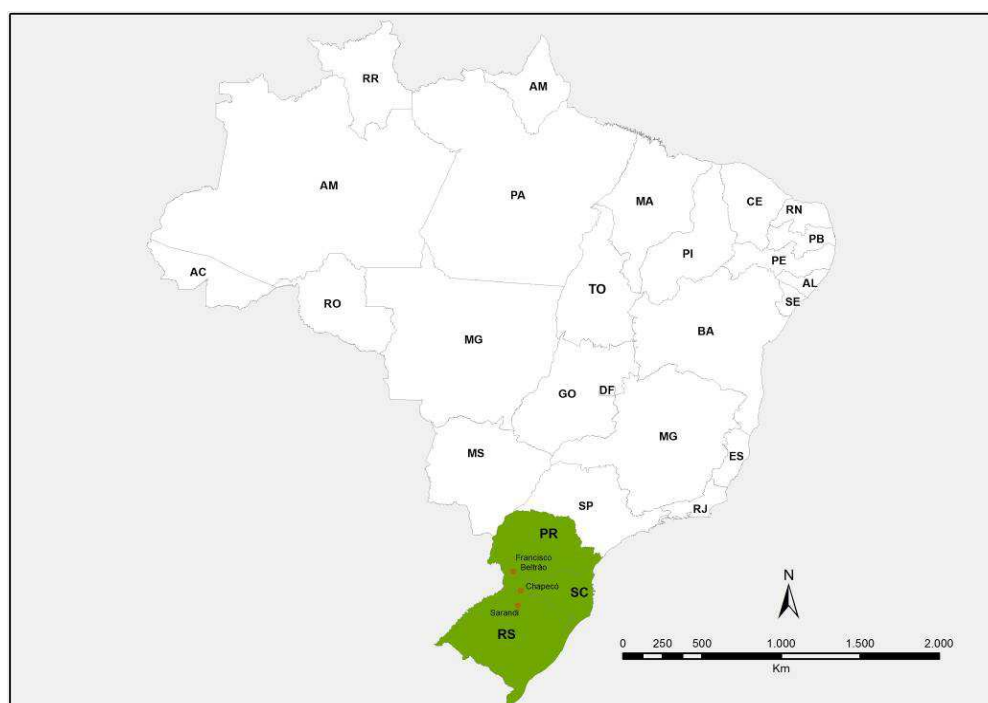 RR
AM
AM
PA
MA
CE
RN
PB
PI
PE
AC
AL
TO
SE
RO
BA
MG
GO
DF
MG
MS
ES
SP
RJ
PR
Francisco
Beltrão
Chapecó
SC
Sarandi
RS
N
0 250 500 1.000 1.500 2.000
Km